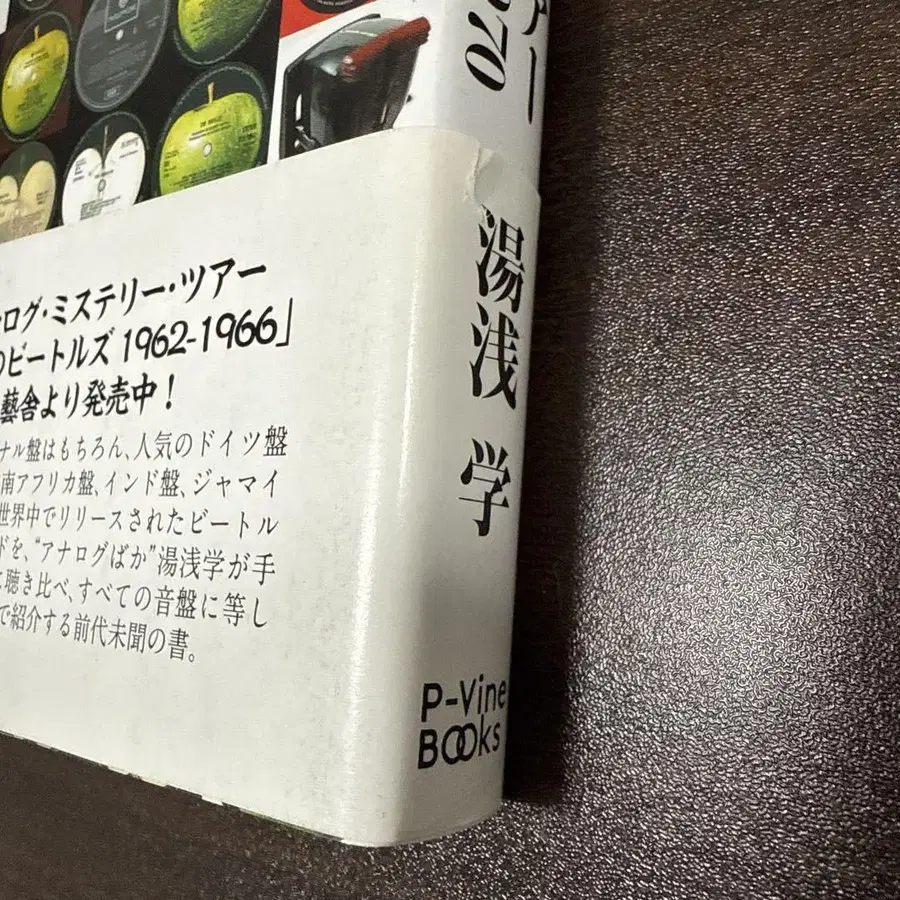 アー
970
湯浅 学
P-Vine
BOOks
ログ・ミステリー・ツアー
ビートルズ 1962-1966」
藝舎より発売中！
ナル盤はもちろん、人気のドイツ盤
南アフリカ盤、インド盤、ジャマイ
世界中でリリースされたビートル
ドを、“アナログばか”湯浅学が手
聴き比べ、すべての音盤に等し
で紹介する前代未聞の書。